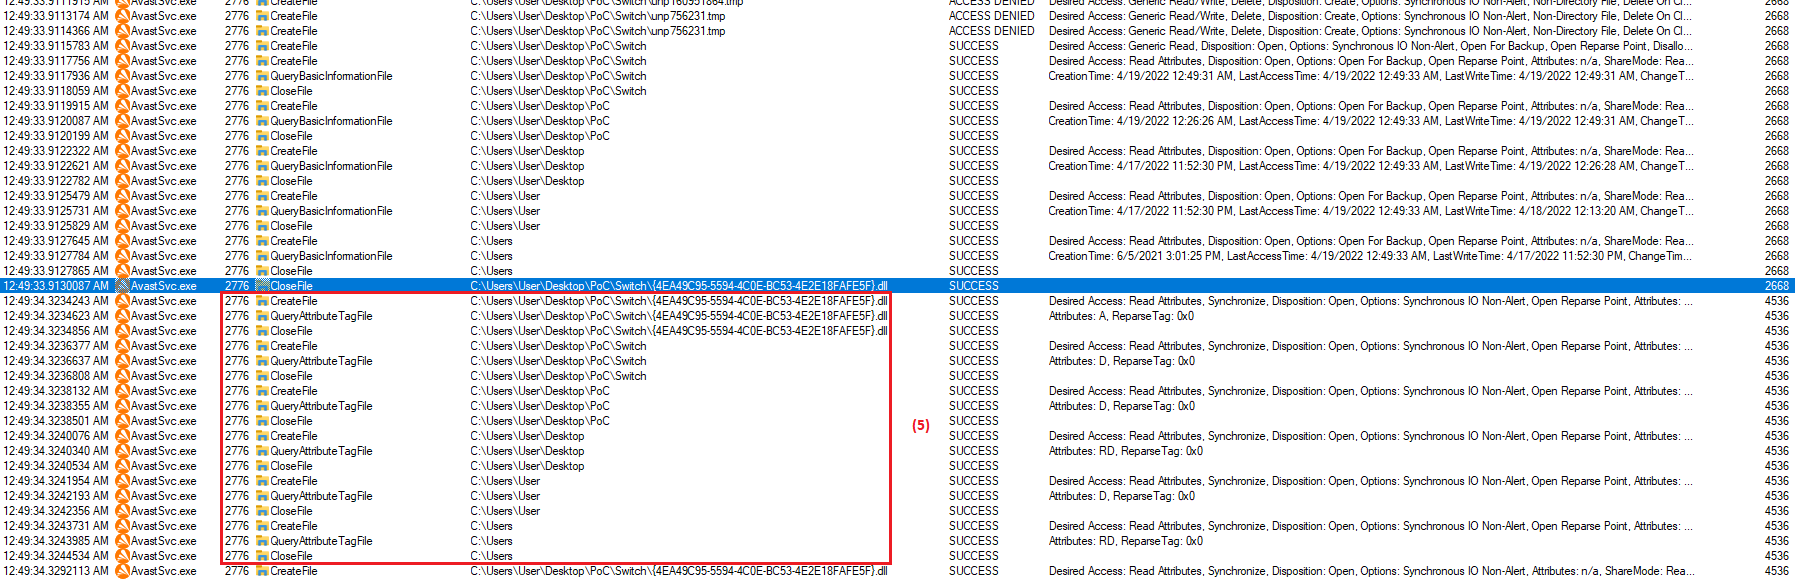 12:49:33.9111915 AM AvastSvc.exe 2776 CreateFile C:\Users\User\Desktop\PoC\Switch\unp160951864.tmp ACCESS DENIED Desired Access: Generic Read/Write, Delete, Disposition: Create, Options: Synchronous IO Non-Alert, Non-Directory File, Delete On Cl... 2668
12:49:33.9113174 AM AvastSvc.exe 2776 CreateFile C:\Users\User\Desktop\PoC\Switch\unp756231.tmp ACCESS DENIED Desired Access: Generic Read/Write, Delete, Disposition: Create, Options: Synchronous IO Non-Alert, Non-Directory File, Delete On Cl... 2668
12:49:33.9114366 AM AvastSvc.exe 2776 CreateFile C:\Users\User\Desktop\PoC\Switch\unp756231.tmp ACCESS DENIED Desired Access: Generic Read/Write, Delete, Disposition: Create, Options: Synchronous IO Non-Alert, Non-Directory File, Delete On Cl... 2668
12:49:33.9115783 AM AvastSvc.exe 2776 CreateFile C:\Users\User\Desktop\PoC\Switch SUCCESS Desired Access: Generic Read, Disposition: Open, Options: Synchronous IO Non-Alert, Open For Backup, Open Reparse Point, Disallo... 2668
12:49:33.9117756 AM AvastSvc.exe 2776 CreateFile C:\Users\User\Desktop\PoC\Switch SUCCESS Desired Access: Read Attributes, Disposition: Open, Options: Open For Backup, Open Reparse Point, Attributes: n/a, ShareMode: Rea... 2668
12:49:33.9117936 AM AvastSvc.exe 2776 QueryBasicInformationFile C:\Users\User\Desktop\PoC\Switch SUCCESS CreationTime: 4/19/2022 12:49:31 AM, LastAccessTime: 4/19/2022 12:49:33 AM, LastWriteTime: 4/19/2022 12:49:31 AM, ChangeT... 2668
12:49:33.9118059 AM AvastSvc.exe 2776 CloseFile C:\Users\User\Desktop\PoC\Switch SUCCESS 2668
12:49:33.9119915 AM AvastSvc.exe 2776 CreateFile C:\Users\User\Desktop\PoC SUCCESS Desired Access: Read Attributes, Disposition: Open, Options: Open For Backup, Open Reparse Point, Attributes: n/a, ShareMode: Rea... 2668
12:49:33.9120087 AM AvastSvc.exe 2776 QueryBasicInformationFile C:\Users\User\Desktop\PoC SUCCESS CreationTime: 4/19/2022 12:26:26 AM, LastAccessTime: 4/19/2022 12:49:33 AM, LastWriteTime: 4/19/2022 12:49:31 AM, ChangeT... 2668
12:49:33.9120199 AM AvastSvc.exe 2776 CloseFile C:\Users\User\Desktop\PoC SUCCESS 2668
12:49:33.9122322 AM AvastSvc.exe 2776 CreateFile C:\Users\User\Desktop SUCCESS Desired Access: Read Attributes, Disposition: Open, Options: Open For Backup, Open Reparse Point, Attributes: n/a, ShareMode: Rea... 2668
12:49:33.9122621 AM AvastSvc.exe 2776 QueryBasicInformationFile C:\Users\User\Desktop SUCCESS CreationTime: 4/17/2022 11:52:30 PM, LastAccessTime: 4/19/2022 12:49:33 AM, LastWriteTime: 4/19/2022 12:26:28 AM, ChangeT... 2668
12:49:33.9122782 AM AvastSvc.exe 2776 CloseFile C:\Users\User\Desktop SUCCESS 2668
12:49:33.9125479 AM AvastSvc.exe 2776 CreateFile C:\Users\User SUCCESS Desired Access: Read Attributes, Disposition: Open, Options: Open For Backup, Open Reparse Point, Attributes: n/a, ShareMode: Rea... 2668
12:49:33.9125731 AM AvastSvc.exe 2776 QueryBasicInformationFile C:\Users\User SUCCESS CreationTime: 4/17/2022 11:52:30 PM, LastAccessTime: 4/19/2022 12:49:33 AM, LastWriteTime: 4/18/2022 12:13:20 AM, ChangeT... 2668
12:49:33.9125829 AM AvastSvc.exe 2776 CloseFile C:\Users\User SUCCESS 2668
12:49:33.9127645 AM AvastSvc.exe 2776 CreateFile C:\Users SUCCESS Desired Access: Read Attributes, Disposition: Open, Options: Open For Backup, Open Reparse Point, Attributes: n/a, ShareMode: Rea... 2668
12:49:33.9127784 AM AvastSvc.exe 2776 QueryBasicInformationFile C:\Users SUCCESS CreationTime: 6/5/2021 3:01:25 PM, LastAccessTime: 4/19/2022 12:49:33 AM, LastWriteTime: 4/17/2022 11:52:30 PM, ChangeTim... 2668
12:49:33.9127865 AM AvastSvc.exe 2776 CloseFile C:\Users SUCCESS 2668
12:49:33.9130087 AM AvastSvc.exe 2776 CloseFile C:\Users\User\Desktop\PoC\Switch\{4EA49C95-5594-4C0E-BC53-4E2E18FAFE5F}.dll SUCCESS 2668
12:49:34.3234243 AM AvastSvc.exe 2776 CreateFile C:\Users\User\Desktop\PoC\Switch\{4EA49C95-5594-4C0E-BC53-4E2E18FAFE5F}.dll SUCCESS Desired Access: Read Attributes, Synchronize, Disposition: Open, Options: Synchronous IO Non-Alert, Open Reparse Point, Attributes: ... 4536
12:49:34.3234623 AM AvastSvc.exe 2776 QueryAttributeTagFile C:\Users\User\Desktop\PoC\Switch\{4EA49C95-5594-4C0E-BC53-4E2E18FAFE5F}.dll SUCCESS Attributes: A, ReparseTag: 0x0 4536
12:49:34.3234856 AM AvastSvc.exe 2776 CloseFile C:\Users\User\Desktop\PoC\Switch\{4EA49C95-5594-4C0E-BC53-4E2E18FAFE5F}.dll SUCCESS 4536
12:49:34.3236377 AM AvastSvc.exe 2776 CreateFile C:\Users\User\Desktop\PoC\Switch SUCCESS Desired Access: Read Attributes, Synchronize, Disposition: Open, Options: Synchronous IO Non-Alert, Open Reparse Point, Attributes: ... 4536
12:49:34.3236637 AM AvastSvc.exe 2776 QueryAttributeTagFile C:\Users\User\Desktop\PoC\Switch SUCCESS Attributes: D, ReparseTag: 0x0 4536
12:49:34.3236808 AM AvastSvc.exe 2776 CloseFile C:\Users\User\Desktop\PoC\Switch SUCCESS 4536
12:49:34.3238132 AM AvastSvc.exe 2776 CreateFile C:\Users\User\Desktop\PoC SUCCESS Desired Access: Read Attributes, Synchronize, Disposition: Open, Options: Synchronous IO Non-Alert, Open Reparse Point, Attributes: ... 4536
12:49:34.3238355 AM AvastSvc.exe 2776 QueryAttributeTagFile C:\Users\User\Desktop\PoC SUCCESS Attributes: D, ReparseTag: 0x0 4536
12:49:34.3238501 AM AvastSvc.exe 2776 CloseFile C:\Users\User\Desktop\PoC (5) SUCCESS 4536
12:49:34.3240076 AM AvastSvc.exe 2776 CreateFile C:\Users\User\Desktop SUCCESS Desired Access: Read Attributes, Synchronize, Disposition: Open, Options: Synchronous IO Non-Alert, Open Reparse Point, Attributes: ... 4536
12:49:34.3240340 AM AvastSvc.exe 2776 QueryAttributeTagFile C:\Users\User\Desktop SUCCESS Attributes: RD, ReparseTag: 0x0 4536
12:49:34.3240534 AM AvastSvc.exe 2776 CloseFile C:\Users\User\Desktop SUCCESS 4536
12:49:34.3241954 AM AvastSvc.exe 2776 CreateFile C:\Users\User SUCCESS Desired Access: Read Attributes, Synchronize, Disposition: Open, Options: Synchronous IO Non-Alert, Open Reparse Point, Attributes: ... 4536
12:49:34.3242193 AM AvastSvc.exe 2776 QueryAttributeTagFile C:\Users\User SUCCESS Attributes: D, ReparseTag: 0x0 4536
12:49:34.3242356 AM AvastSvc.exe 2776 CloseFile C:\Users\User SUCCESS 4536
12:49:34.3243731 AM AvastSvc.exe 2776 CreateFile C:\Users SUCCESS Desired Access: Read Attributes, Synchronize, Disposition: Open, Options: Synchronous IO Non-Alert, Open Reparse Point, Attributes: ... 4536
12:49:34.3243985 AM AvastSvc.exe 2776 QueryAttributeTagFile C:\Users SUCCESS Attributes: RD, ReparseTag: 0x0 4536
12:49:34.3244534 AM AvastSvc.exe 2776 CloseFile C:\Users SUCCESS 4536
12:49:34.3292113 AM AvastSvc.exe 2776 CreateFile C:\Users\User\Desktop\PoC\Switch\{4EA49C95-5594-4C0E-BC53-4E2E18FAFE5F}.dll SUCCESS Desired Access: Read Attributes, Disposition: Open, Options: Synchronous IO Non-Alert, Attributes: n/a, ShareMode: Rea... 4536